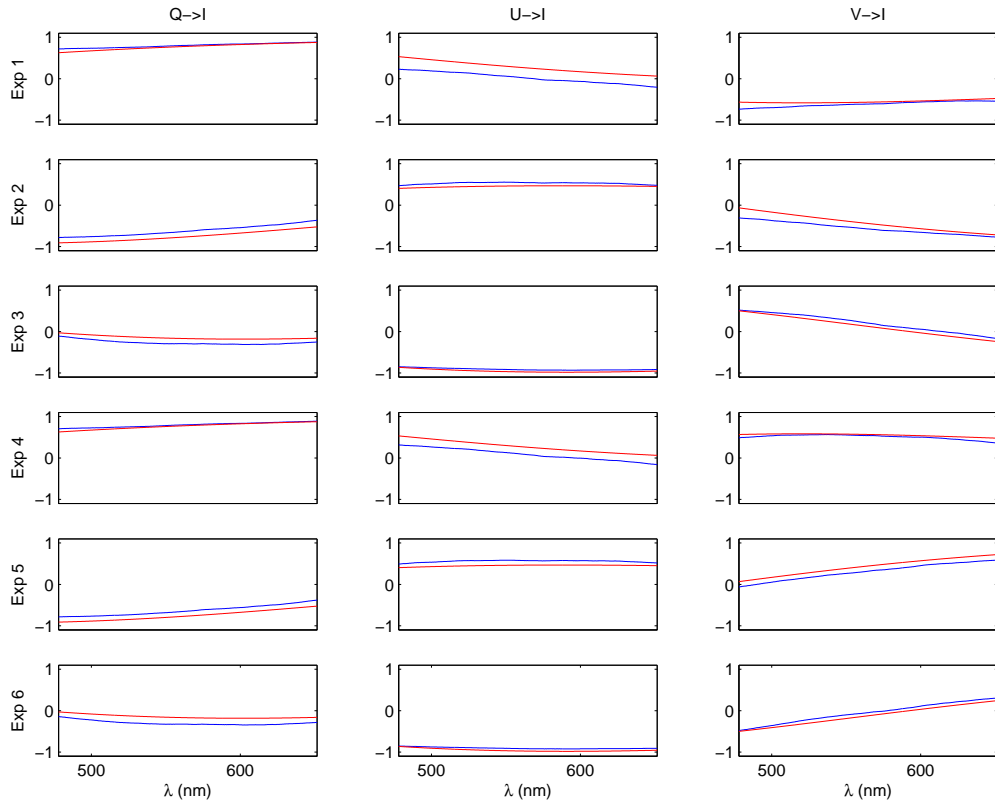 Q−>I U−>I V−>I
Exp 1 1 0 −1 1 0 −1 1 0 −1
Exp 2 1 0 −1 1 0 −1 1 0 −1
Exp 3 1 0 −1 1 0 −1 1 0 −1
Exp 4 1 0 −1 1 0 −1 1 0 −1
Exp 5 1 0 −1 1 0 −1 1 0 −1
Exp 6 1 0 −1 1 0 −1 1 0 −1
500 600 500 600 500 600
λ (nm) λ (nm) λ (nm)